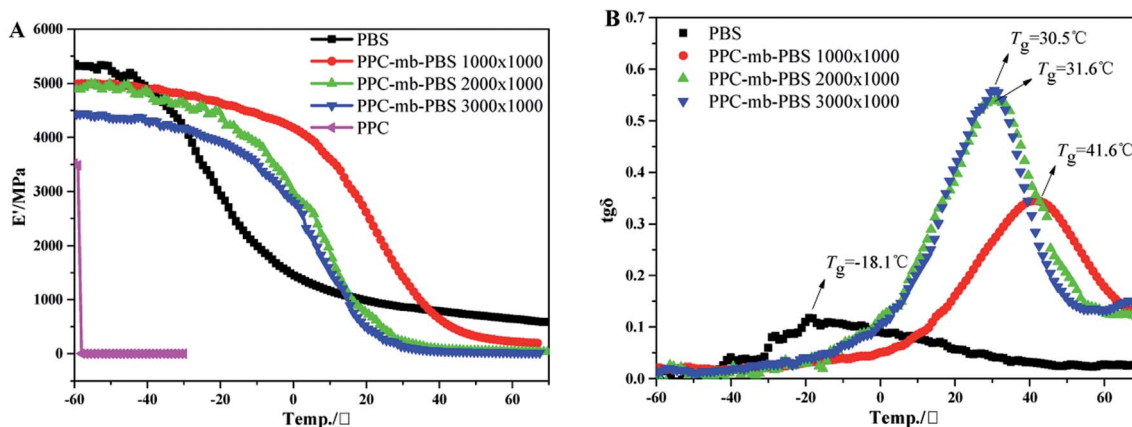 A
6000
5000
4000
3000
2000
1000
0
E'/MPa
PBS
PPC-mb-PBS 1000x1000
PPC-mb-PBS 2000x1000
PPC-mb-PBS 3000x1000
PPC
-60 -40 -20 0 20 40 60
Temp./□
B
0.7
0.6
0.5
0.4
0.3
0.2
0.1
0.0
tgδ
PBS
PPC-mb-PBS 1000x1000
PPC-mb-PBS 2000x1000
PPC-mb-PBS 3000x1000
Tg=30.5℃
Tg=31.6℃
Tg=41.6℃
Tg=-18.1℃
-60 -40 -20 0 20 40 60
Temp./□